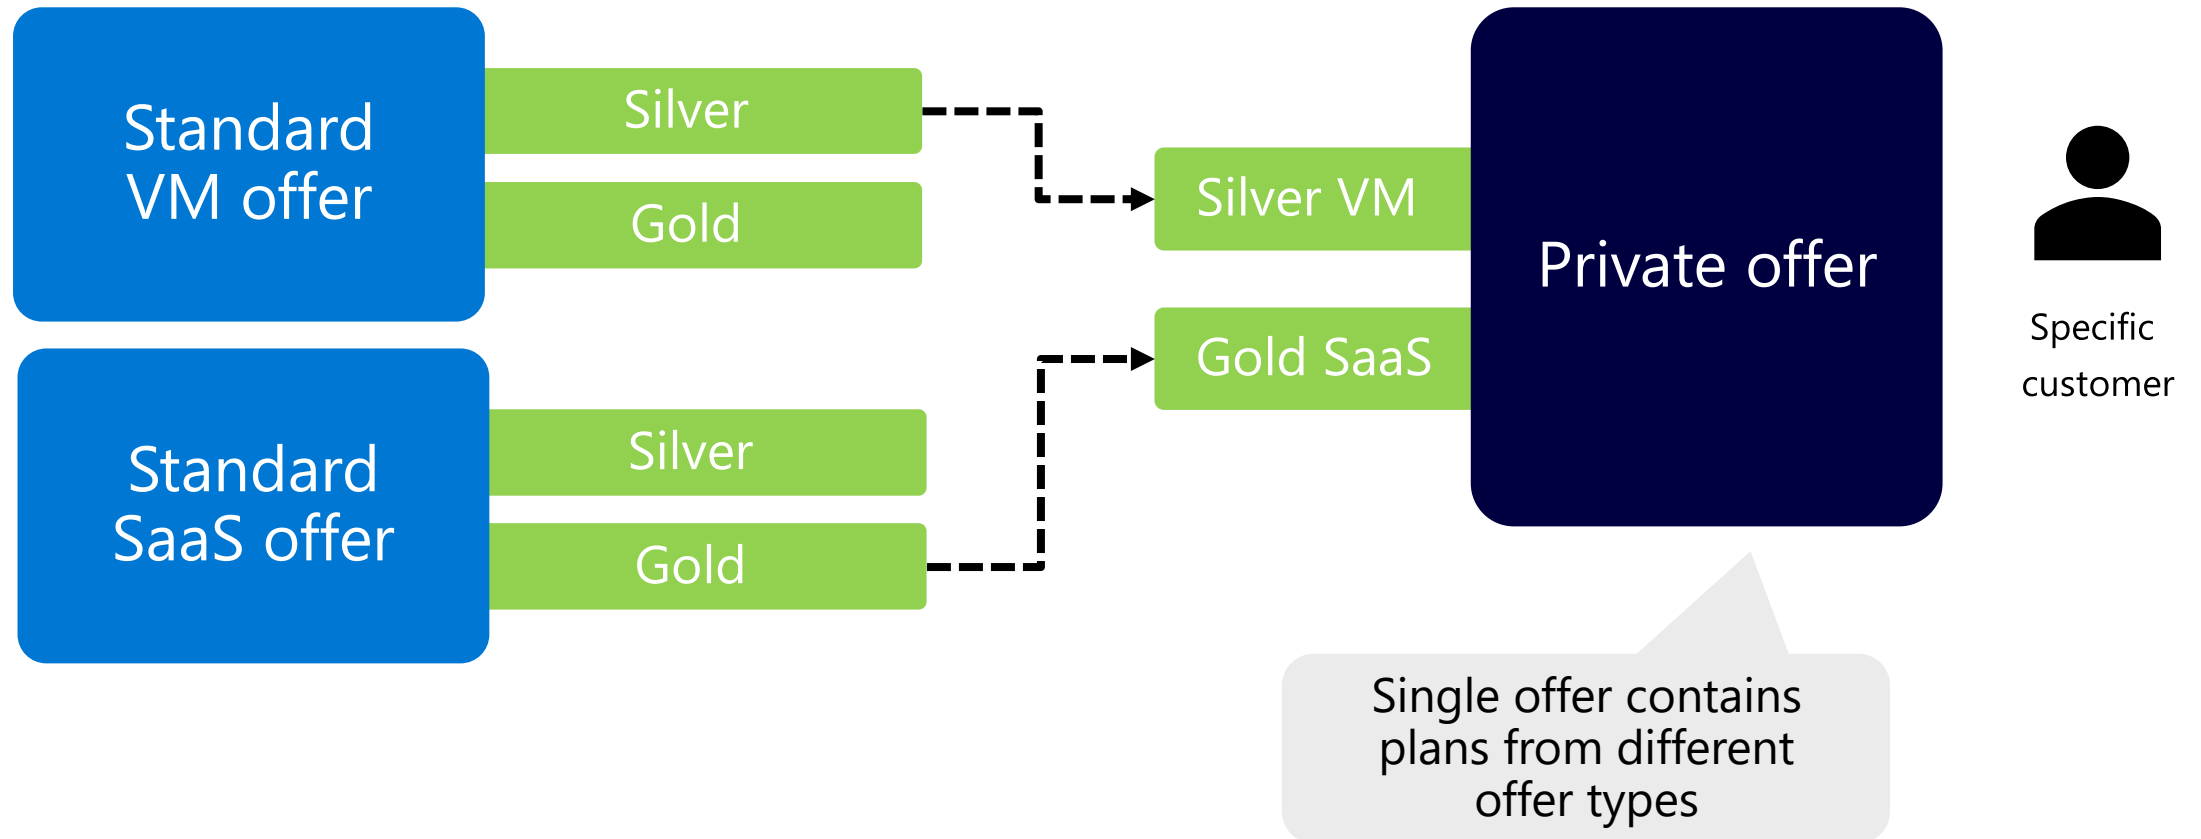 Standard
VM offer
Silver
Gold
Standard
SaaS offer
Silver
Gold
Silver VM
Gold SaaS
Private offer
Specific
customer
Single offer contains
plans from different
offer types